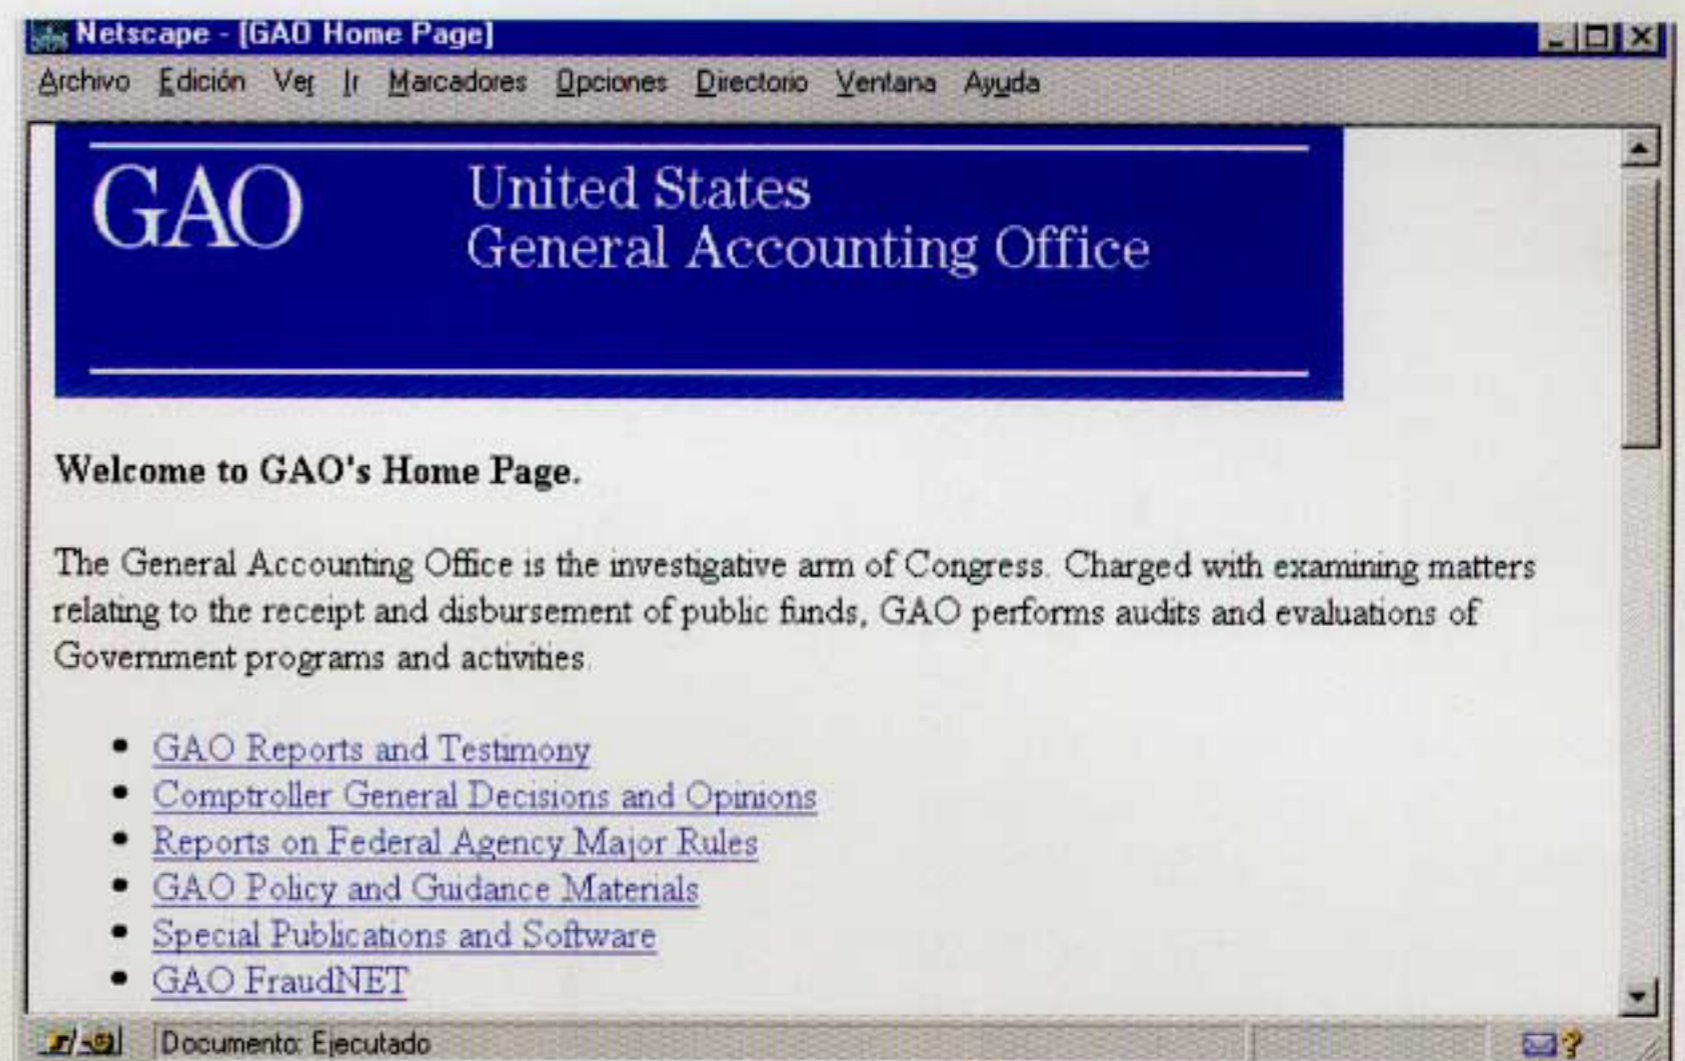 Netscape - [GAO Home Page]
Archivo Edición Ver Ir Marcadores Opciones Directorio Ventana Ayuda
GAO
United States
General Accounting Office
Welcome to GAO's Home Page.
The General Accounting Office is the investigative arm of Congress. Charged with examining matters
relating to the receipt and disbursement of public funds, GAO performs audits and evaluations of
Government programs and activities.
• GAO Reports and Testimony
• Comptroller General Decisions and Opinions
• Reports on Federal Agency Major Rules
• GAO Policy and Guidance Materials
• Special Publications and Software
• GAO FraudNET
Documento: Ejecutado